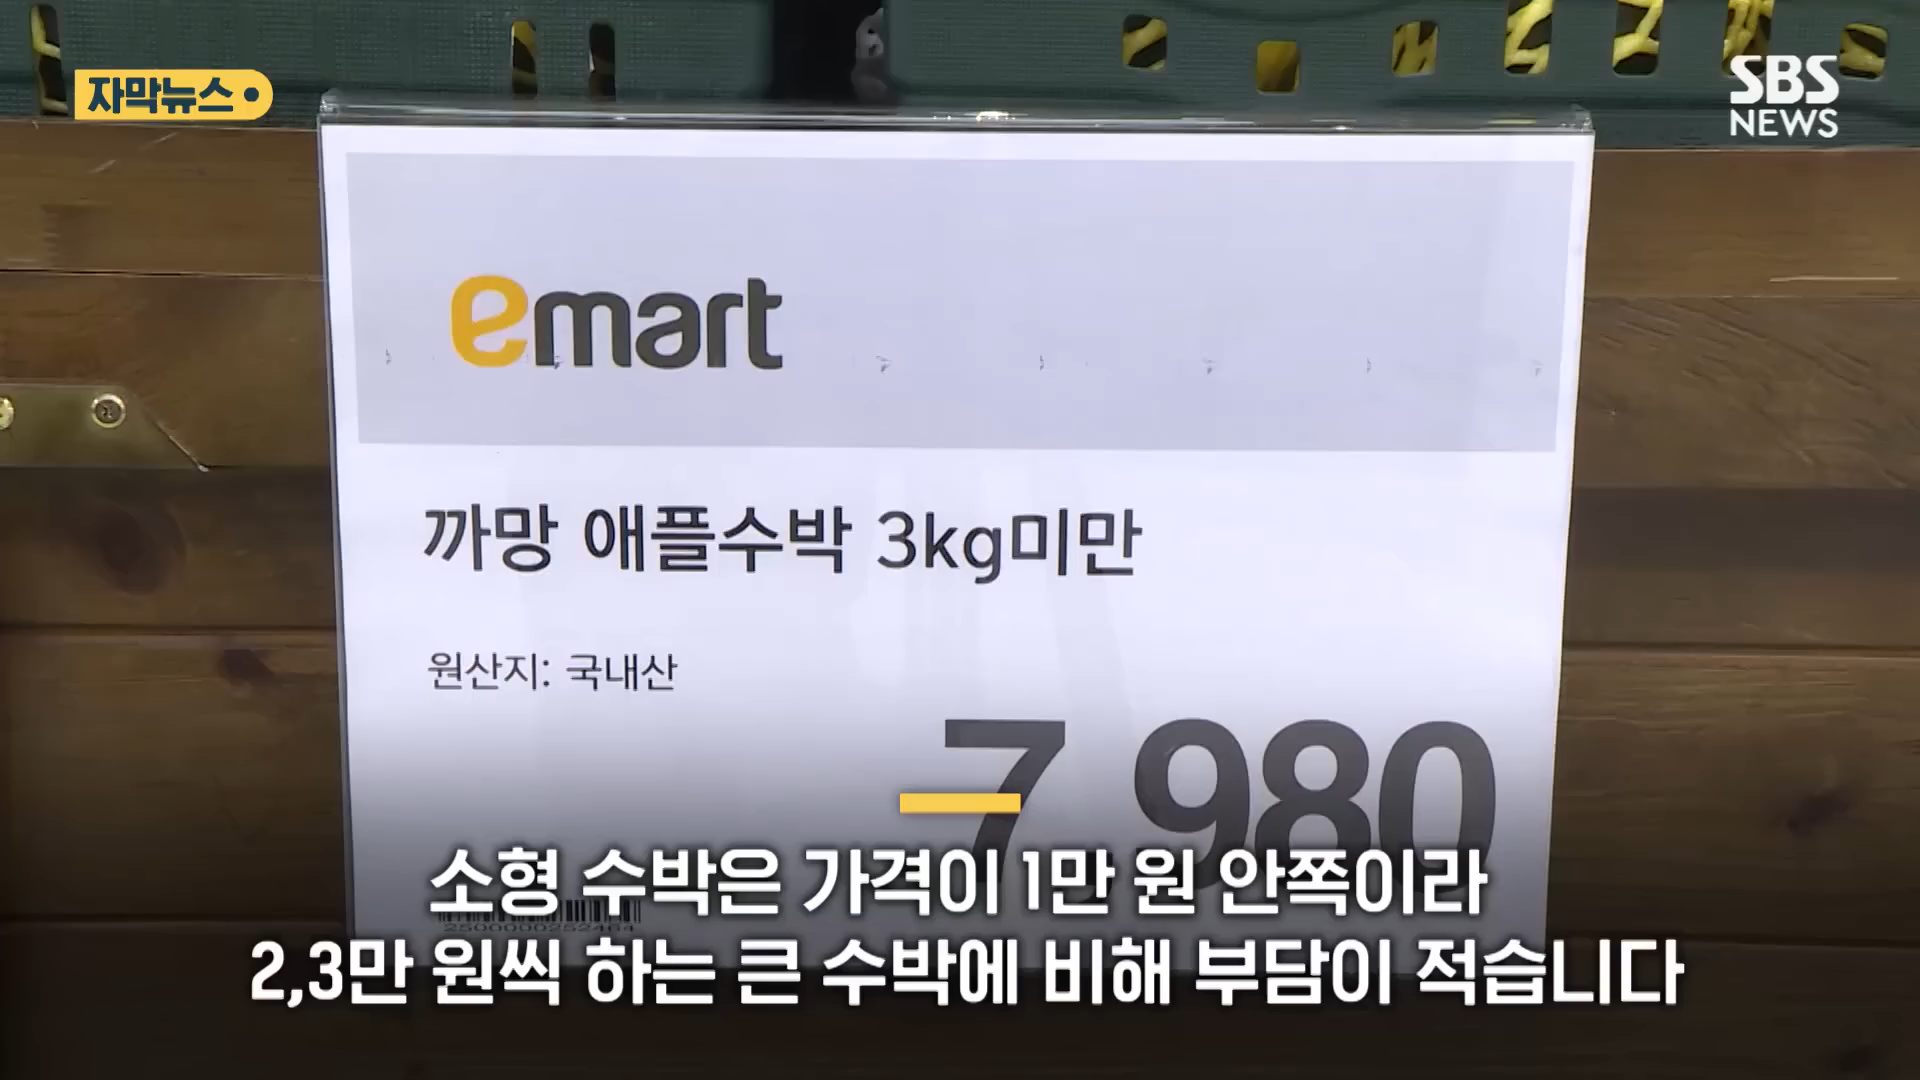 자막뉴스
SBS
NEWS
emart
까망 애플수박 3kg미만
원산지: 국내산
7,980
소형 수박은 가격이 1만 원 안쪽이라
2500000252464
2,3만 원씩 하는 큰 수박에 비해 부담이 적습니다